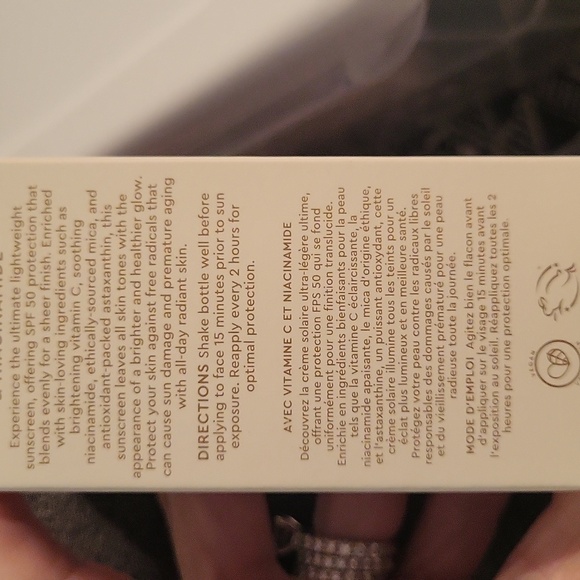 & NIACINAMIDE
Experience the ultimate lightweight
sunscreen, offering SPF 50 protection that
blends evenly for a sheer finish. Enriched
with skin-loving ingredients such as
brightening vitamin C, soothing
niacinamide, ethically-sourced mica, and
antioxidant-packed astaxanthin, this
sunscreen leaves all skin tones with the
appearance of a brighter and healthier glow.
Protect your skin against free radicals that
can cause sun damage and premature aging
with all-day radiant skin.
DIRECTIONS Shake bottle well before
applying to face 15 minutes prior to sun
exposure. Reapply every 2 hours for
optimal protection.
AVEC VITAMINE C ET NIACINAMIDE
Découvrez la crème solaire ultra-légère ultime,
offrant une protection FPS 50 qui se fond
uniformément pour une finition translucide.
Enrichie en ingrédients bienfaisants pour la peau
tels que la vitamine C éclaircissante, la
niacinamide apaisante, le mica d'origine éthique,
et l'astaxanthine, un puissant antioxydant, cette
crème solaire illumine tous les teints pour un
éclat plus lumineux et en meilleure santé.
Protégez votre peau contre les radicaux libres
responsables des dommages causés par le soleil
et du vieillissement prématuré pour une peau
radieuse toute la journée.
MODE D'EMPLOI Agitez bien le flacon avant
d'appliquer sur le visage 15 minutes avant
l'exposition au soleil. Réappliquez toutes les 2
heures pour une protection optimale.